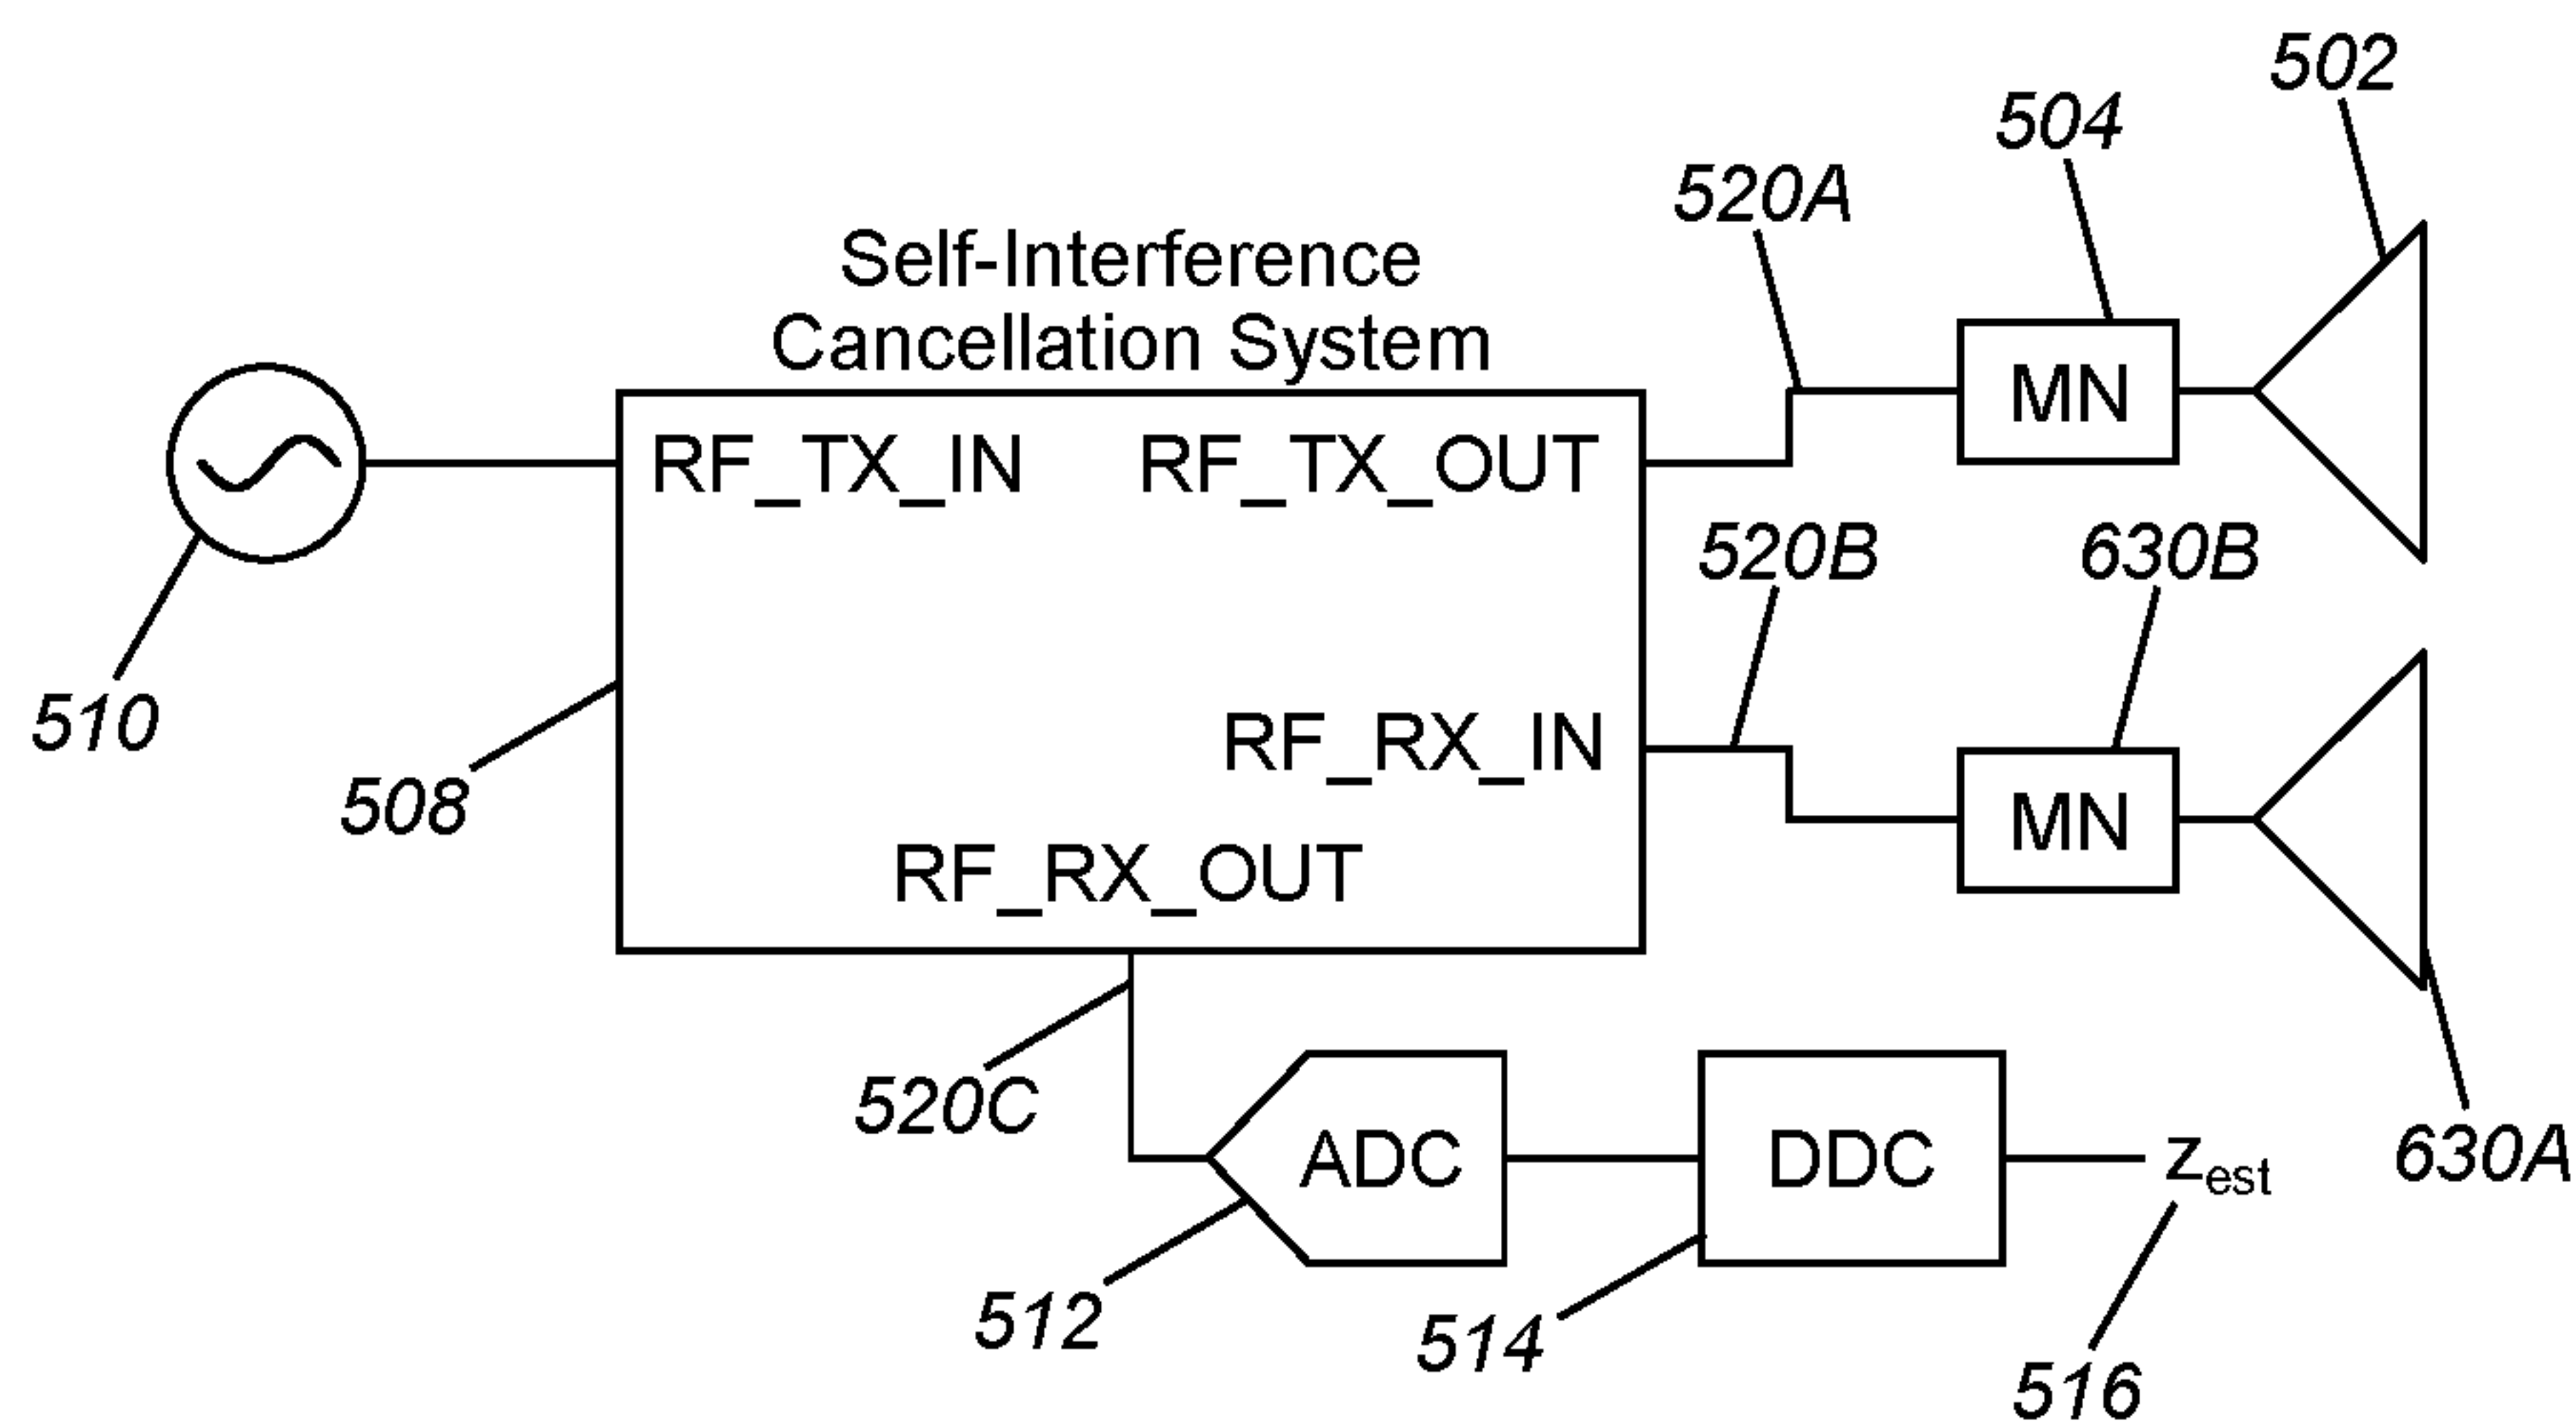 502
504
520A
Self-Interference
Cancellation System
MN
RF_TX_IN
RF_TX_OUT
520B
630B
510
RF_RX_IN
508
MN
RF_RX_OUT
520C
ADC
DDC
zest
630A
512
514
516